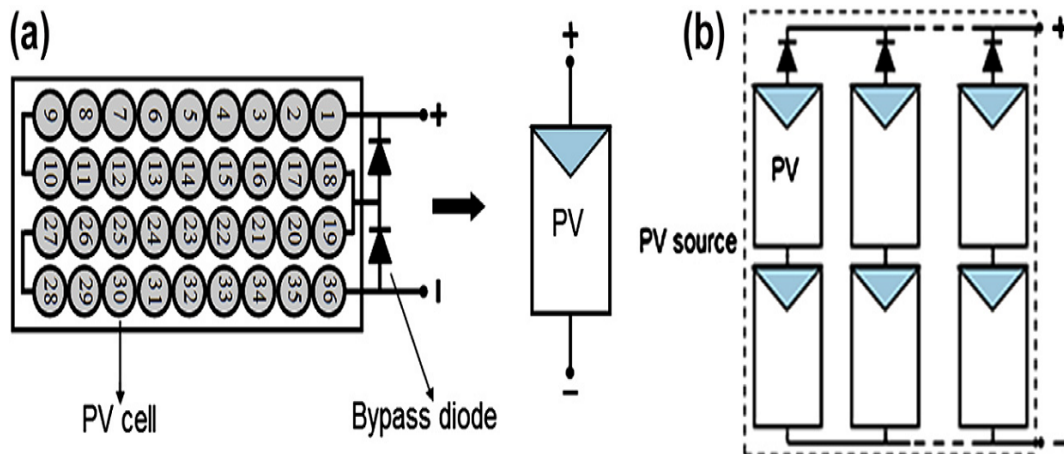 (a)
9 8 7 6 5 4 3 2 1
10 11 12 13 14 15 16 17 18
27 26 25 24 23 22 21 20 19
28 29 30 31 32 33 34 35 36
+
−
PV cell
Bypass diode
+
PV
−
(b)
+
PV
PV source
−